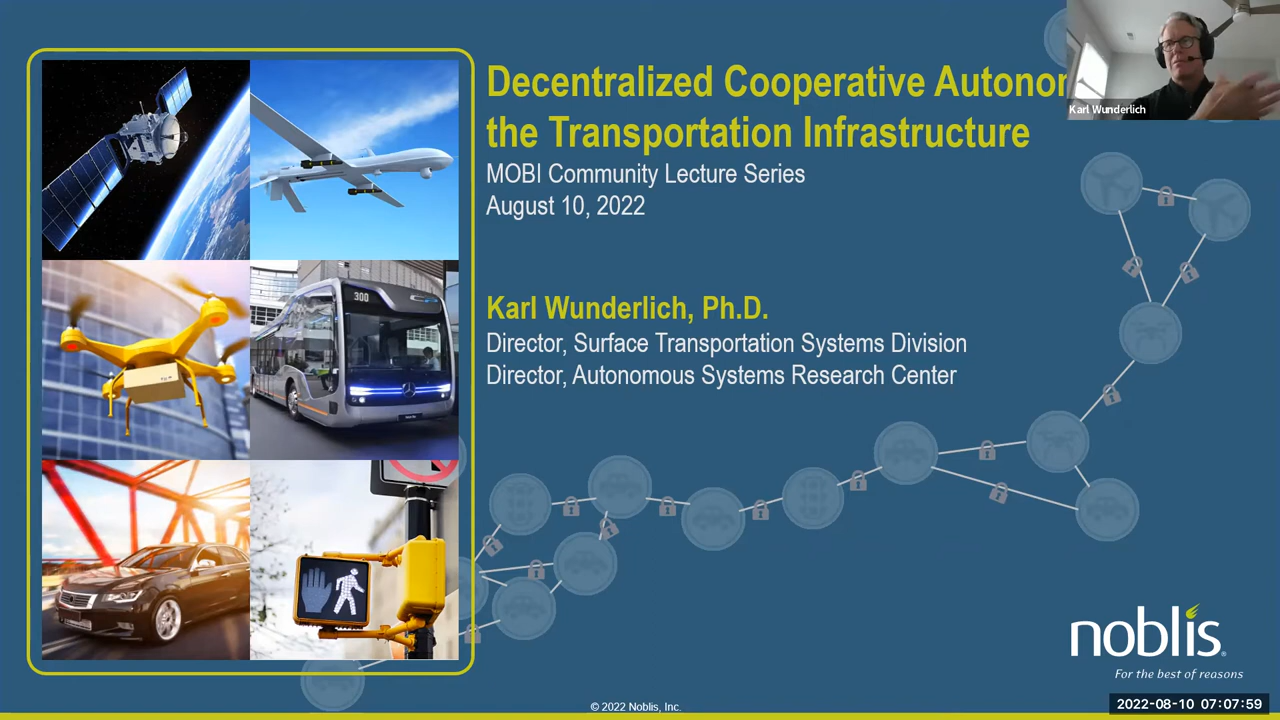 Decentralized Cooperative Autonom
the Transportation Infrastructure
MOBI Community Lecture Series
August 10, 2022
Karl Wunderlich, Ph.D.
Director, Surface Transportation Systems Division
Director, Autonomous Systems Research Center
Karl Wunderlich
300
noblis®
For the best of reasons
© 2022 Noblis, Inc.
2022-08-10 07:07:59